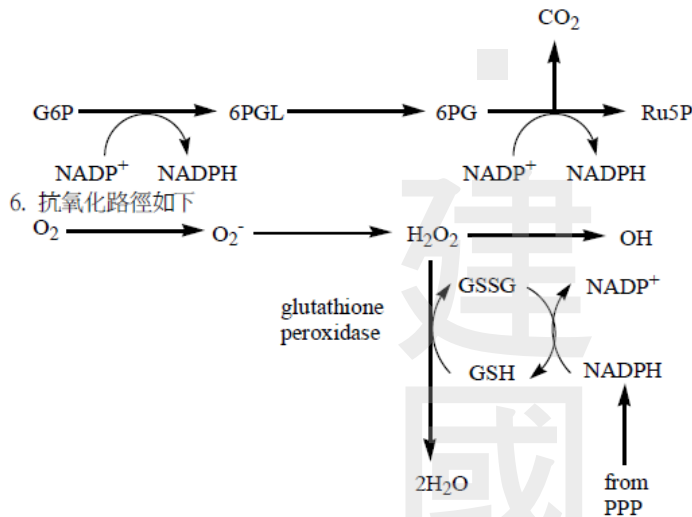 CO₂
G6P 6PGL 6PG Ru5P
NADP⁺ NADPH NADP⁺ NADPH
6. 抗氧化路徑如下
O₂ O₂⁻ H₂O₂ OH
GSSG NADP⁺
glutathione
peroxidase
GSH NADPH
2H₂O from
PPP
建
國